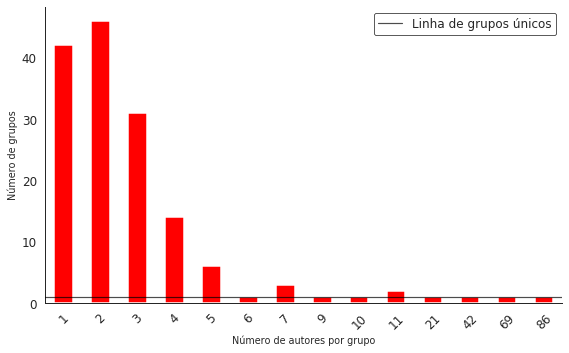 Linha de grupos únicos
Número de grupos
40
30
20
10
0
1 2 3 4 5 6 7 9 10 11 21 42 69 86
Número de autores por grupo